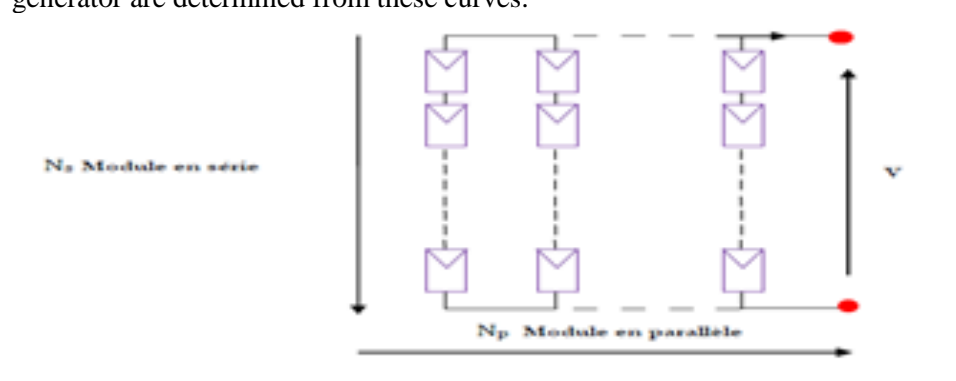 generator are determined from these curves.
Nₛ Module en série
V
Nₚ Module en parallèle